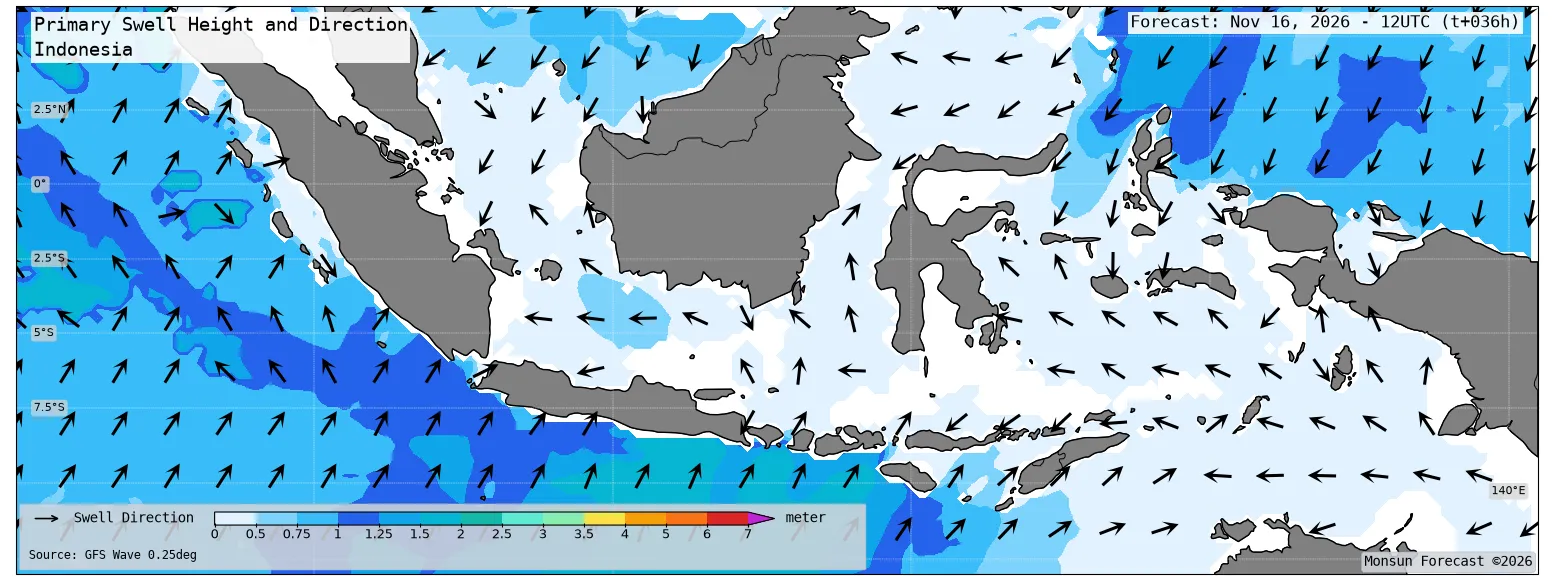 Primary Swell Height and Direction
Indonesia
Forecast: Nov 16, 2026 - 12UTC (t+036h)
2.5°N
0°
2.5°S
5°S
7.5°S
140°E
Swell Direction
0 0.5 0.75 1 1.25 1.5 2 2.5 3 3.5 4 5 6 7
meter
Source: GFS Wave 0.25deg
Monsun Forecast ©2026